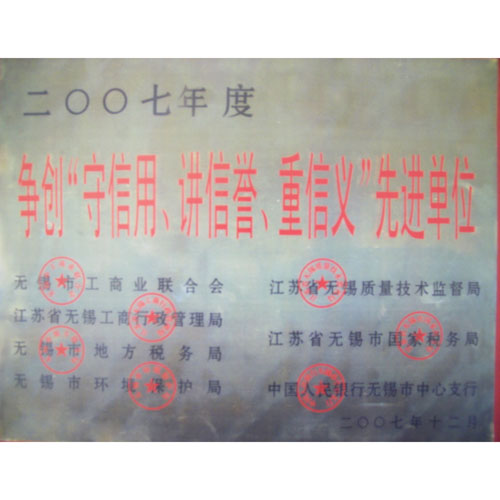 二〇〇七年度
争创“守信用、讲信誉、重信义”先进单位
无锡市工商业联合会
江苏省无锡工商行政管理局
无锡市地方税务局
无锡市环境保护局
江苏省无锡质量技术监督局
江苏省无锡市国家税务局
中国人民银行无锡市中心支行
二〇〇七年十二月